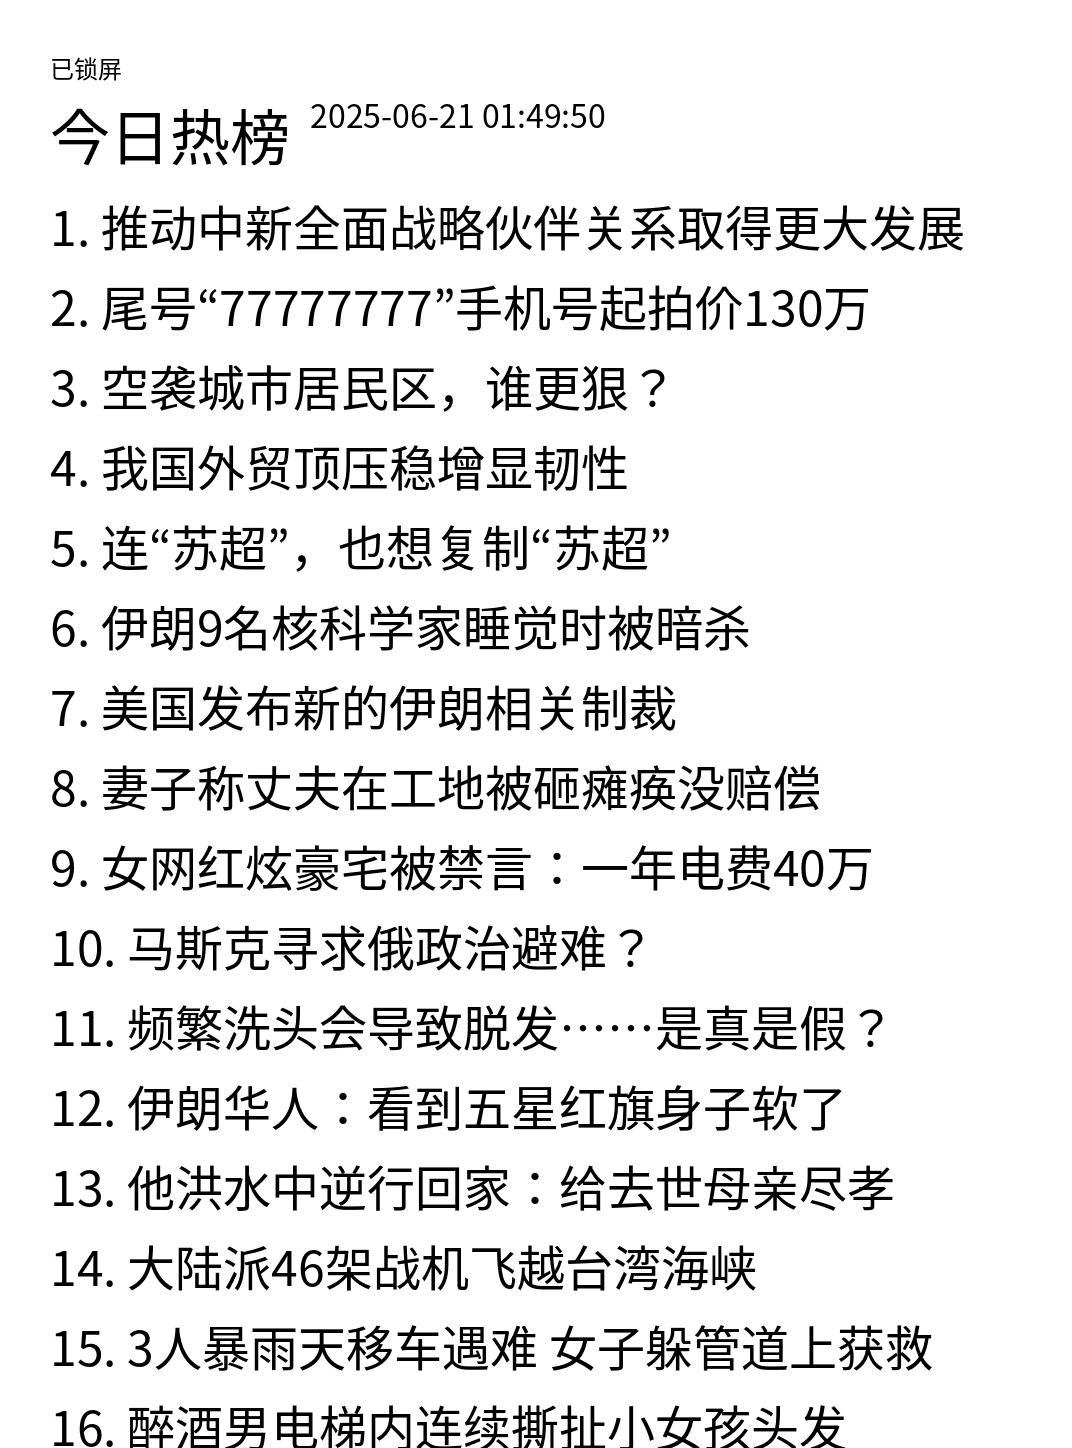 已锁屏
今日热榜 2025-06-21 01:49:50
1. 推动中新全面战略伙伴关系取得更大发展
2. 尾号“77777777”手机号起拍价130万
3. 空袭城市居民区，谁更狠？
4. 我国外贸顶压稳增显韧性
5. 连“苏超”，也想复制“苏超”
6. 伊朗9名核科学家睡觉时被暗杀
7. 美国发布新的伊朗相关制裁
8. 妻子称丈夫在工地被砸瘫痪没赔偿
9. 女网红炫豪宅被禁言：一年电费40万
10. 马斯克寻求俄政治避难？
11. 频繁洗头会导致脱发……是真是假？
12. 伊朗华人：看到五星红旗身子软了
13. 他洪水中逆行回家：给去世母亲尽孝
14. 大陆派46架战机飞越台湾海峡
15. 3人暴雨天移车遇难 女子躲管道上获救
16. 醉酒男电梯内连续撕扯小女孩头发